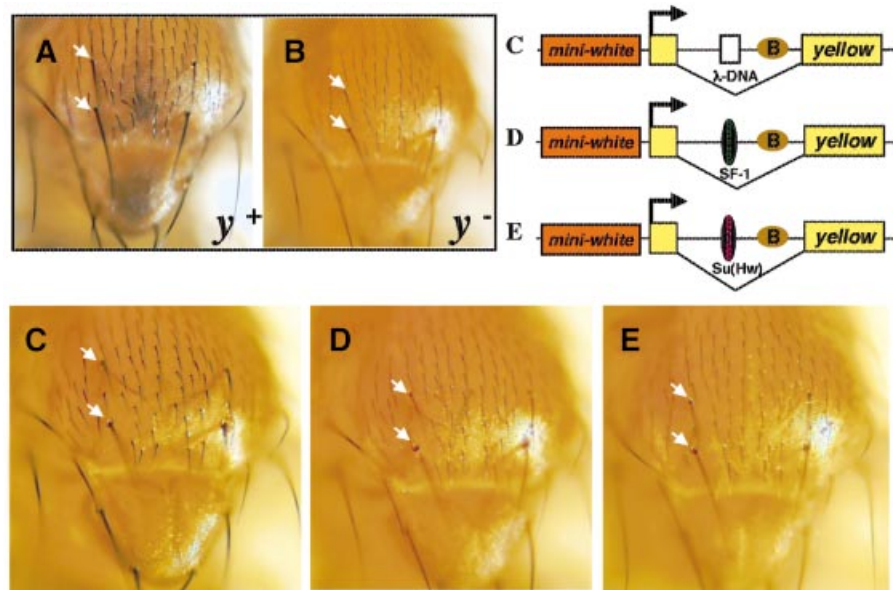 A
B
y +
y -
C
mini-white
B
yellow
λ-DNA
D
mini-white
B
yellow
SF-1
E
mini-white
B
yellow
Su(Hw)
C
D
E